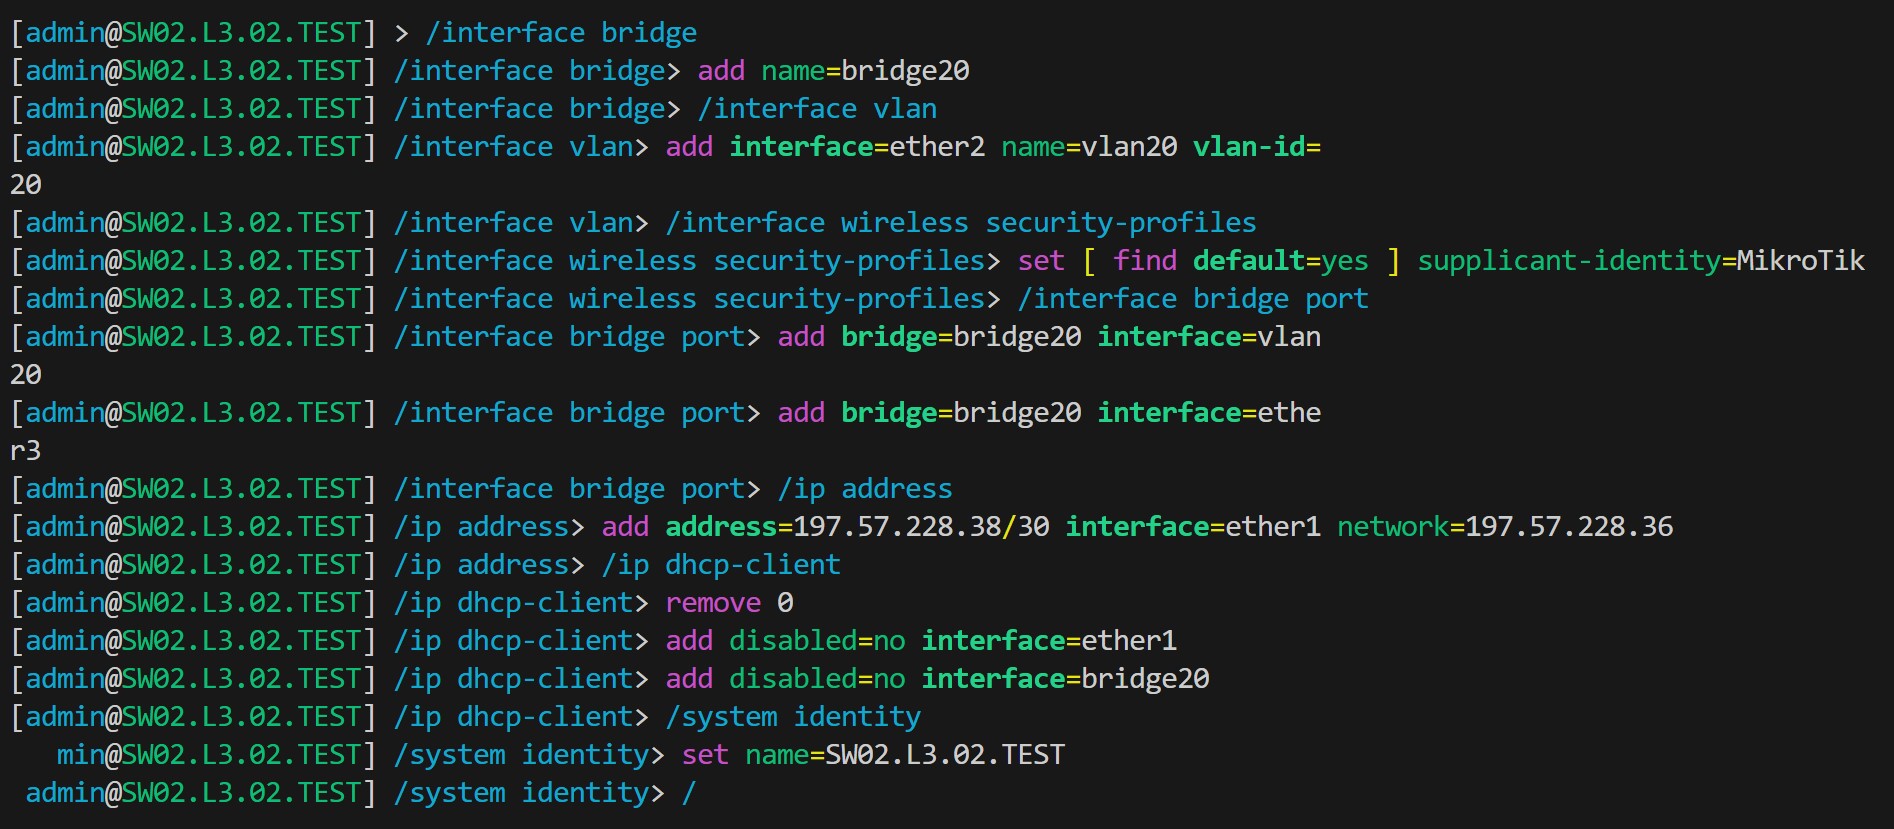 [admin@SW02.L3.02.TEST] > /interface bridge
[admin@SW02.L3.02.TEST] /interface bridge> add name=bridge20
[admin@SW02.L3.02.TEST] /interface bridge> /interface vlan
[admin@SW02.L3.02.TEST] /interface vlan> add interface=ether2 name=vlan20 vlan-id=
20
[admin@SW02.L3.02.TEST] /interface vlan> /interface wireless security-profiles
[admin@SW02.L3.02.TEST] /interface wireless security-profiles> set [ find default=yes ] supplicant-identity=MikroTik
[admin@SW02.L3.02.TEST] /interface wireless security-profiles> /interface bridge port
[admin@SW02.L3.02.TEST] /interface bridge port> add bridge=bridge20 interface=vlan
20
[admin@SW02.L3.02.TEST] /interface bridge port> add bridge=bridge20 interface=ethe
r3
[admin@SW02.L3.02.TEST] /interface bridge port> /ip address
[admin@SW02.L3.02.TEST] /ip address> add address=197.57.228.38/30 interface=ether1 network=197.57.228.36
[admin@SW02.L3.02.TEST] /ip address> /ip dhcp-client
[admin@SW02.L3.02.TEST] /ip dhcp-client> remove 0
[admin@SW02.L3.02.TEST] /ip dhcp-client> add disabled=no interface=ether1
[admin@SW02.L3.02.TEST] /ip dhcp-client> add disabled=no interface=bridge20
[admin@SW02.L3.02.TEST] /ip dhcp-client> /system identity
min@SW02.L3.02.TEST] /system identity> set name=SW02.L3.02.TEST
admin@SW02.L3.02.TEST] /system identity> /